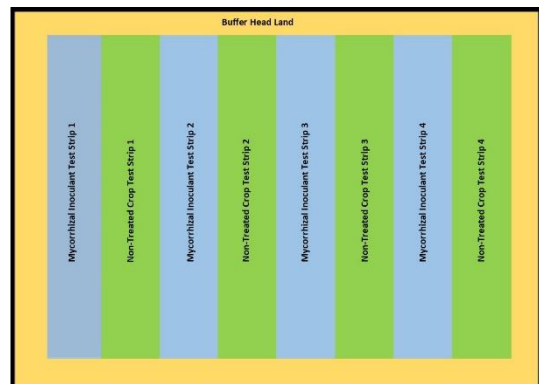 Buffer Head Land
Mycorrhizal Inoculant Test Strip 1
Non-Treated Crop Test Strip 1
Mycorrhizal Inoculant Test Strip 2
Non-Treated Crop Test Strip 2
Mycorrhizal Inoculant Test Strip 3
Non-Treated Crop Test Strip 3
Mycorrhizal Inoculant Test Strip 4
Non-Treated Crop Test Strip 4